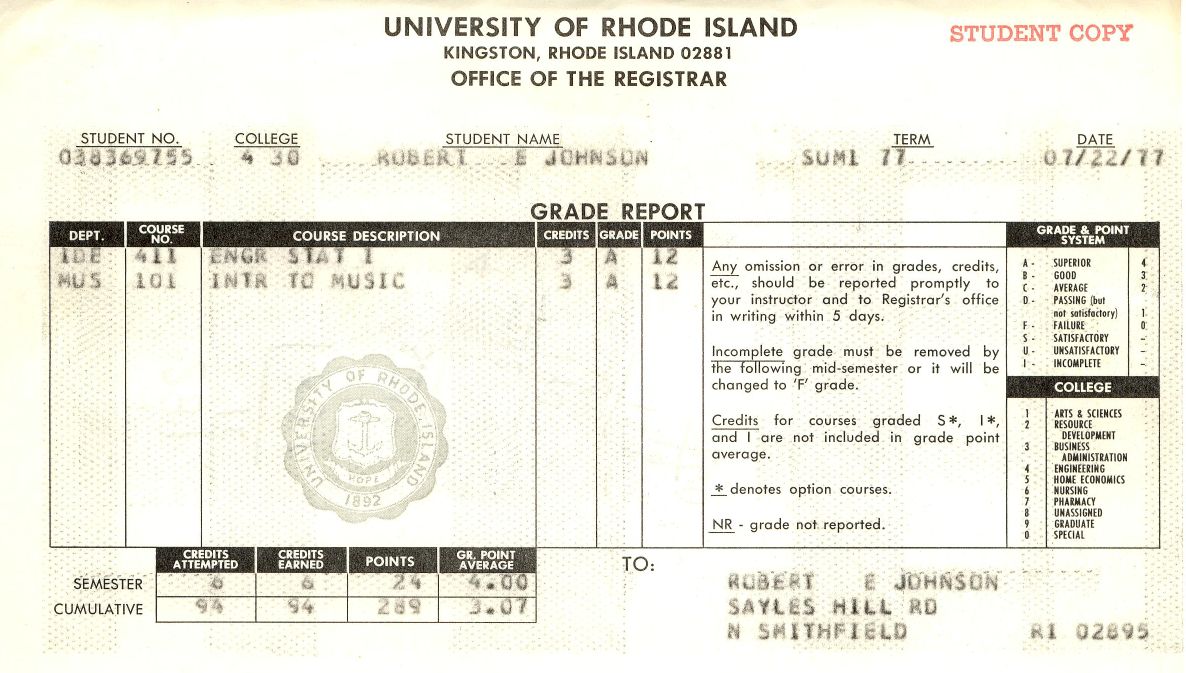 UNIVERSITY OF RHODE ISLAND
STUDENT COPY
KINGSTON, RHODE ISLAND 02881
OFFICE OF THE REGISTRAR
STUDENT NO. COLLEGE STUDENT NAME TERM DATE
038369755 4 30 ROBERT E JOHNSON SUM1 77 07/22/77
GRADE REPORT
DEPT. COURSE NO. COURSE DESCRIPTION CREDITS GRADE POINTS
IDE 411 ENGR STAT I 3 A 12
MUS 101 INTR TO MUSIC 3 A 12
Any omission or error in grades, credits,
etc., should be reported promptly to
your instructor and to Registrar's office
in writing within 5 days.
Incomplete grade must be removed by
the following mid-semester or it will be
changed to 'F' grade.
Credits for courses graded S*, I*,
and I are not included in grade point
average.
* denotes option courses.
NR - grade not reported.
GRADE & POINT
SYSTEM
A - SUPERIOR 4
B - GOOD 3
C - AVERAGE 2
D - PASSING (but
not satisfactory) 1
F - FAILURE 0
S - SATISFACTORY -
U - UNSATISFACTORY -
I - INCOMPLETE -
COLLEGE
1 ARTS & SCIENCES
2 RESOURCE
DEVELOPMENT
3 BUSINESS
ADMINISTRATION
4 ENGINEERING
5 HOME ECONOMICS
6 NURSING
7 PHARMACY
8 UNASSIGNED
9 GRADUATE
0 SPECIAL
UNIVERSITY OF RHODE ISLAND
HOPE
1892
CREDITS ATTEMPTED CREDITS EARNED POINTS GR. POINT AVERAGE
SEMESTER 6 6 24 4.00
CUMULATIVE 94 94 289 3.07
TO:
ROBERT E JOHNSON
SAYLES HILL RD
N SMITHFIELD RI 02895